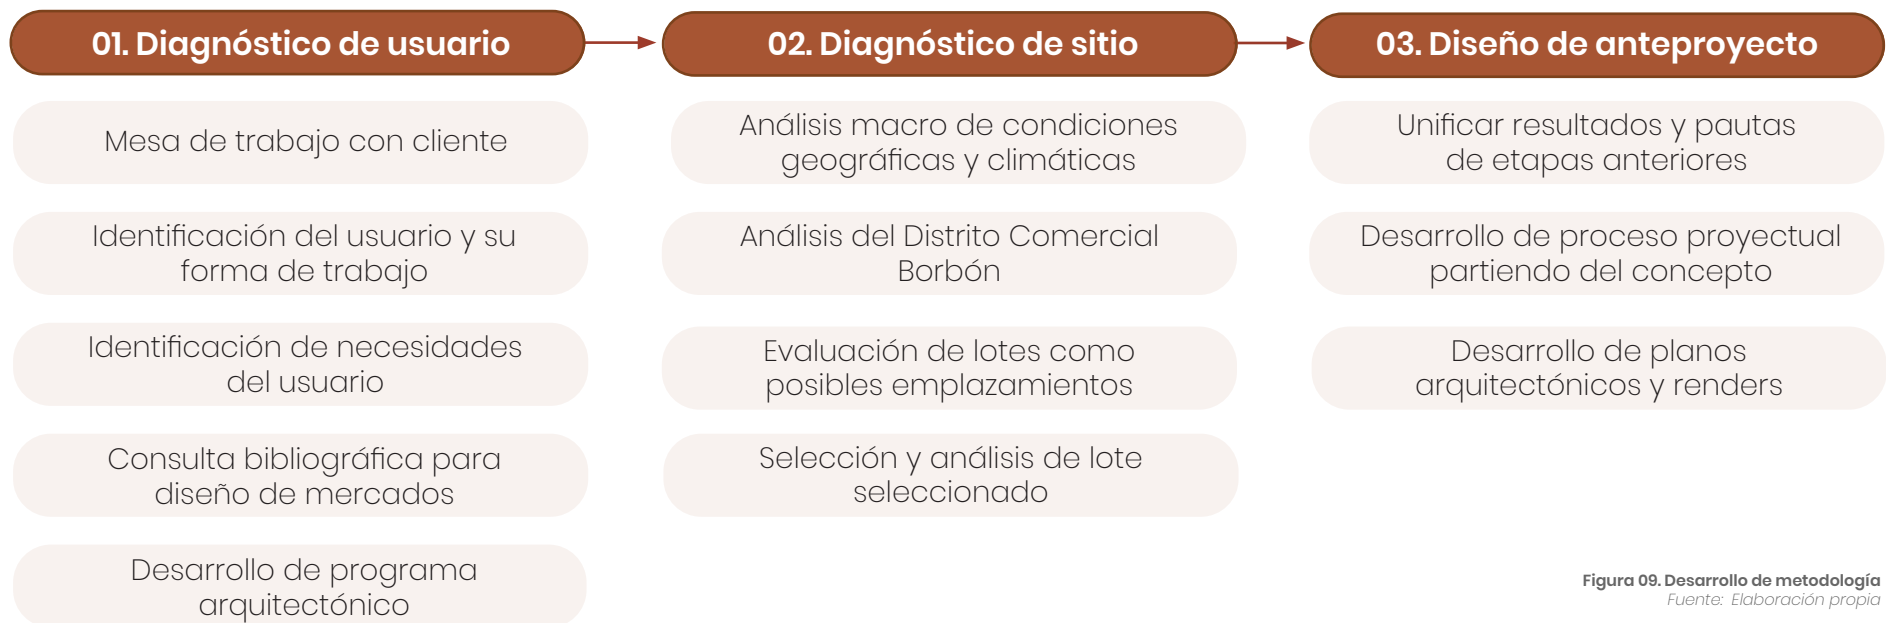 01. Diagnóstico de usuario
Mesa de trabajo con cliente
Identificación del usuario y su
forma de trabajo
Identificación de necesidades
del usuario
Consulta bibliográfica para
diseño de mercados
Desarrollo de programa
arquitectónico
02. Diagnóstico de sitio
Análisis macro de condiciones
geográficas y climáticas
Análisis del Distrito Comercial
Borbón
Evaluación de lotes como
posibles emplazamientos
Selección y análisis de lote
seleccionado
03. Diseño de anteproyecto
Unificar resultados y pautas
de etapas anteriores
Desarrollo de proceso proyectual
partiendo del concepto
Desarrollo de planos
arquitectónicos y renders
Figura 09. Desarrollo de metodología
Fuente: Elaboración propia